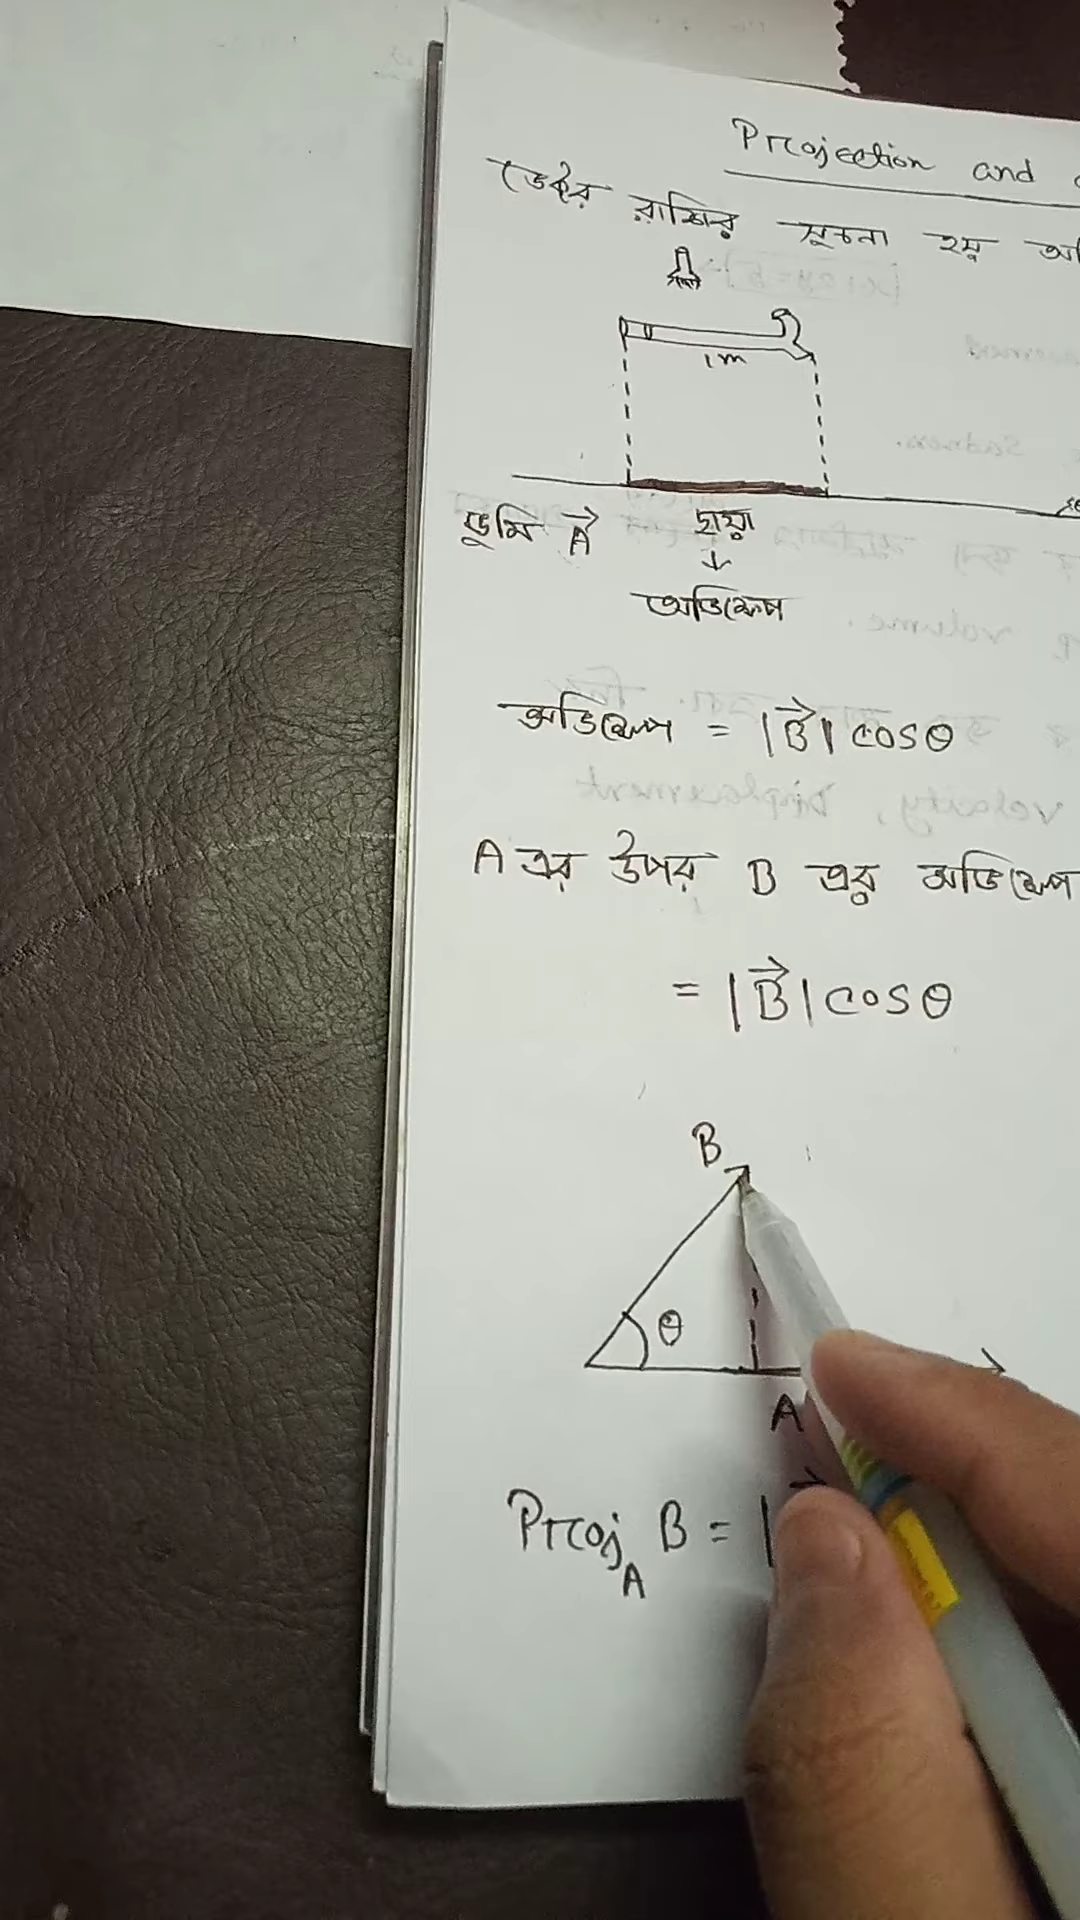 Projection and
ভেক্টর রাশির সূচনা হয়
1m
ভূমি A⃗ ছায়া
↓
অভিক্ষেপ
অভিক্ষেপ = |B⃗| cosθ
A এর উপর B এর অভিক্ষেপ
= |B⃗| cosθ
B
θ
A
Proj_A B = |